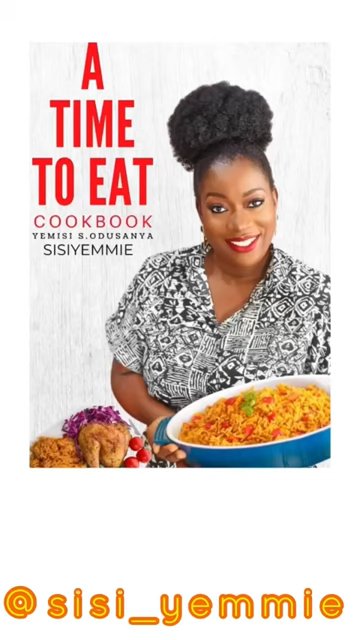 A
TIME
TO EAT
COOKBOOK
YEMISI S.ODUSANYA
SISIYEMMIE
@sisi_yemmie